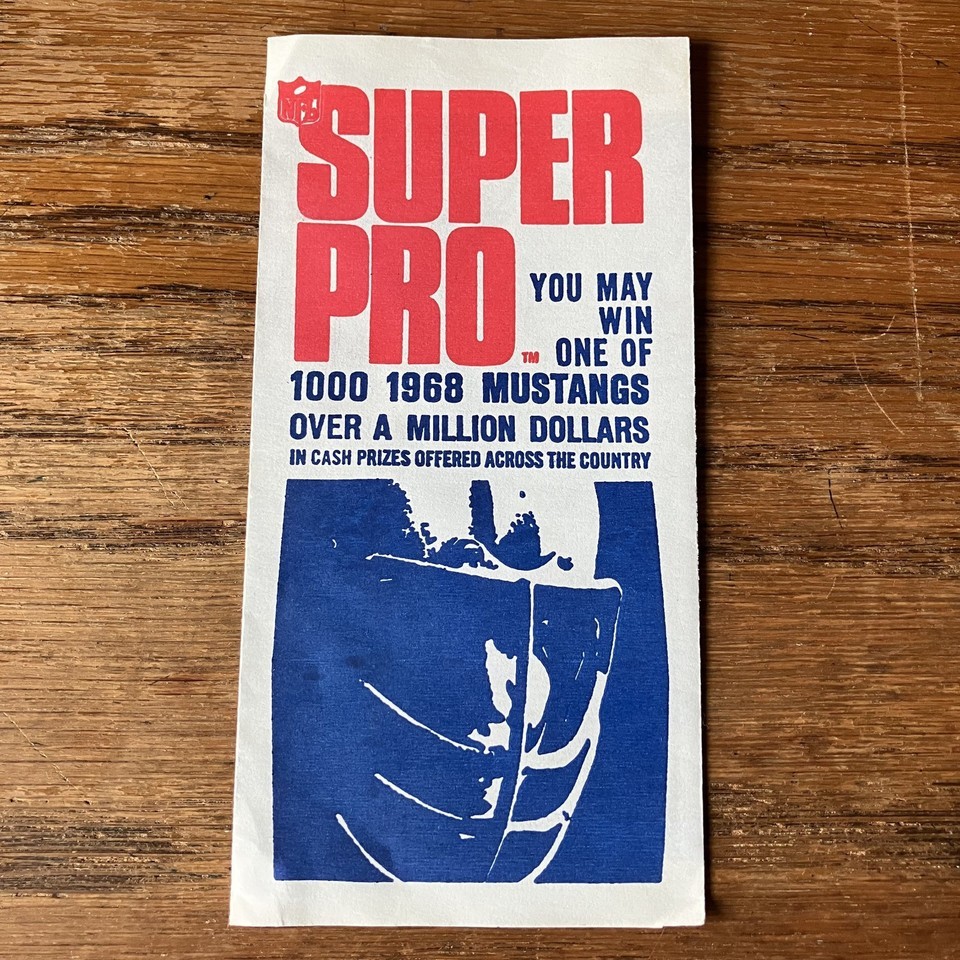 NFL
SUPER
PRO
TM
YOU MAY
WIN
ONE OF
1000 1968 MUSTANGS
OVER A MILLION DOLLARS
IN CASH PRIZES OFFERED ACROSS THE COUNTRY